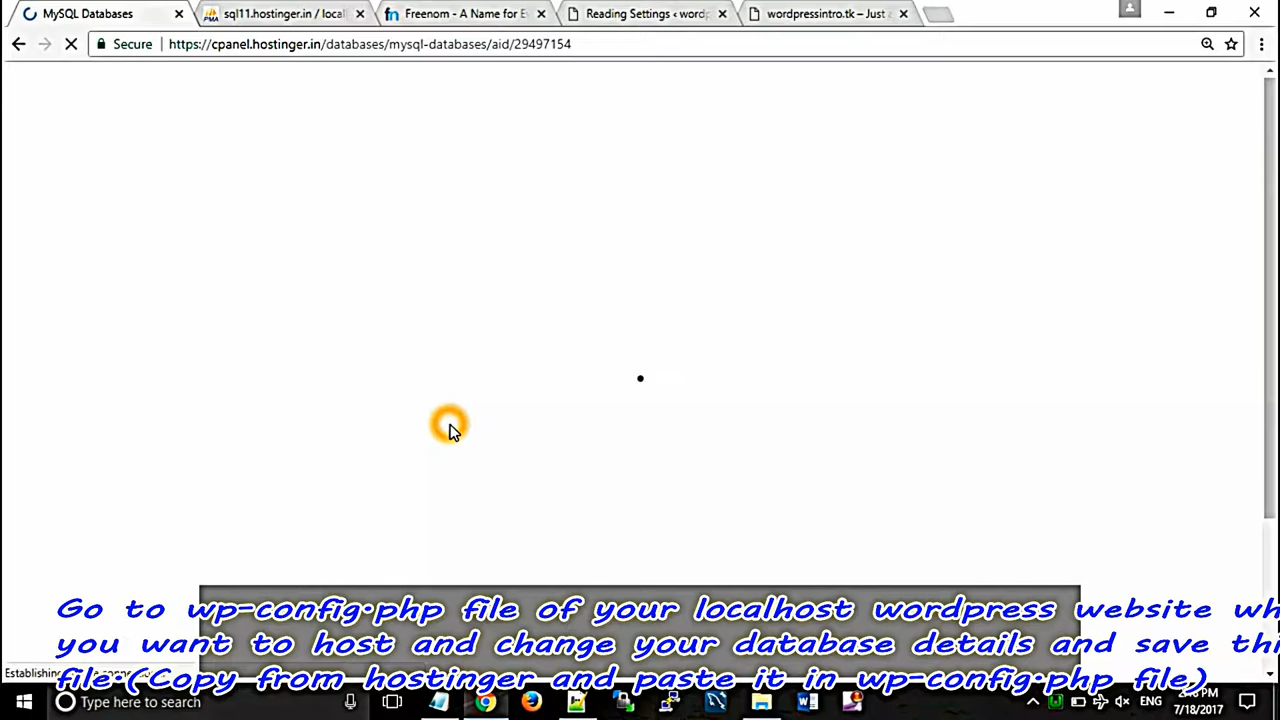 MySQL Databases
sql11.hostinger.in / local
Freenom - A Name for E
Reading Settings ‹ wordp
wordpressintro.tk – Just
Secure
https://cpanel.hostinger.in/databases/mysql-databases/aid/29497154
Go to wp-config.php file of your localhost wordpress website wh
you want to host and change your database details and save thi
Establishing
file.(Copy from hostinger and paste it in wp-config.php file)
Type here to search
ENG
PM
7/18/2017